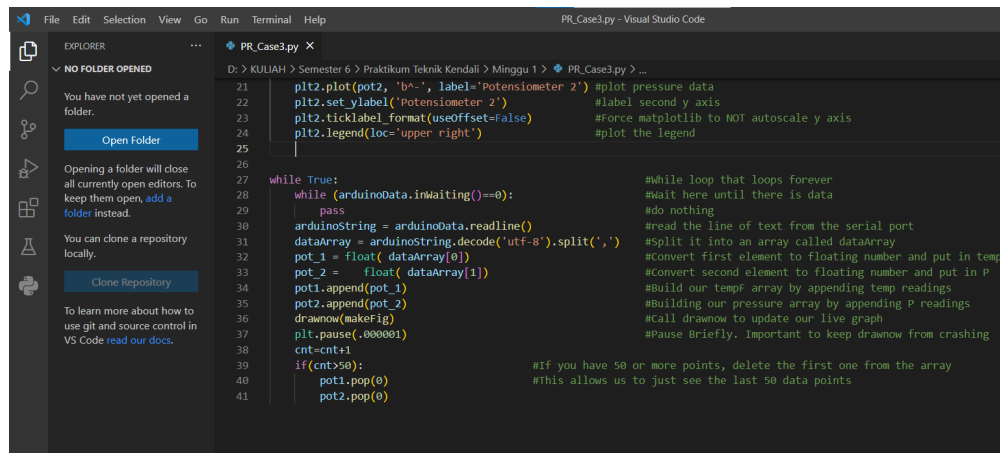 File Edit Selection View Go Run Terminal Help PR_Case3.py - Visual Studio Code
EXPLORER ...
NO FOLDER OPENED
You have not yet opened a
folder.
Open Folder
Opening a folder will close
all currently open editors. To
keep them open, add a
folder instead.
You can clone a repository
locally.
Clone Repository
To learn more about how to
use git and source control in
VS Code read our docs.
PR_Case3.py ×
D: > KULIAH > Semester 6 > Praktikum Teknik Kendali > Minggu 1 > PR_Case3.py > ...
21 plt2.plot(pot2, 'b^-', label='Potensiometer 2') #plot pressure data
22 plt2.set_ylabel('Potensiometer 2') #label second y axis
23 plt2.ticklabel_format(useOffset=False) #Force matplotlib to NOT autoscale y axis
24 plt2.legend(loc='upper right') #plot the legend
25
26
27 while True: #While loop that loops forever
28 while (arduinoData.inWaiting()==0): #Wait here until there is data
29 pass #do nothing
30 arduinoString = arduinoData.readline() #read the line of text from the serial port
31 dataArray = arduinoString.decode('utf-8').split(',') #Split it into an array called dataArray
32 pot_1 = float( dataArray[0]) #Convert first element to floating number and put in temp
33 pot_2 = float( dataArray[1]) #Convert second element to floating number and put in P
34 pot1.append(pot_1) #Build our tempF array by appending temp readings
35 pot2.append(pot_2) #Building our pressure array by appending P readings
36 drawnow(makeFig) #Call drawnow to update our live graph
37 plt.pause(.000001) #Pause Briefly. Important to keep drawnow from crashing
38 cnt=cnt+1
39 if(cnt>50): #If you have 50 or more points, delete the first one from the array
40 pot1.pop(0) #This allows us to just see the last 50 data points
41 pot2.pop(0)